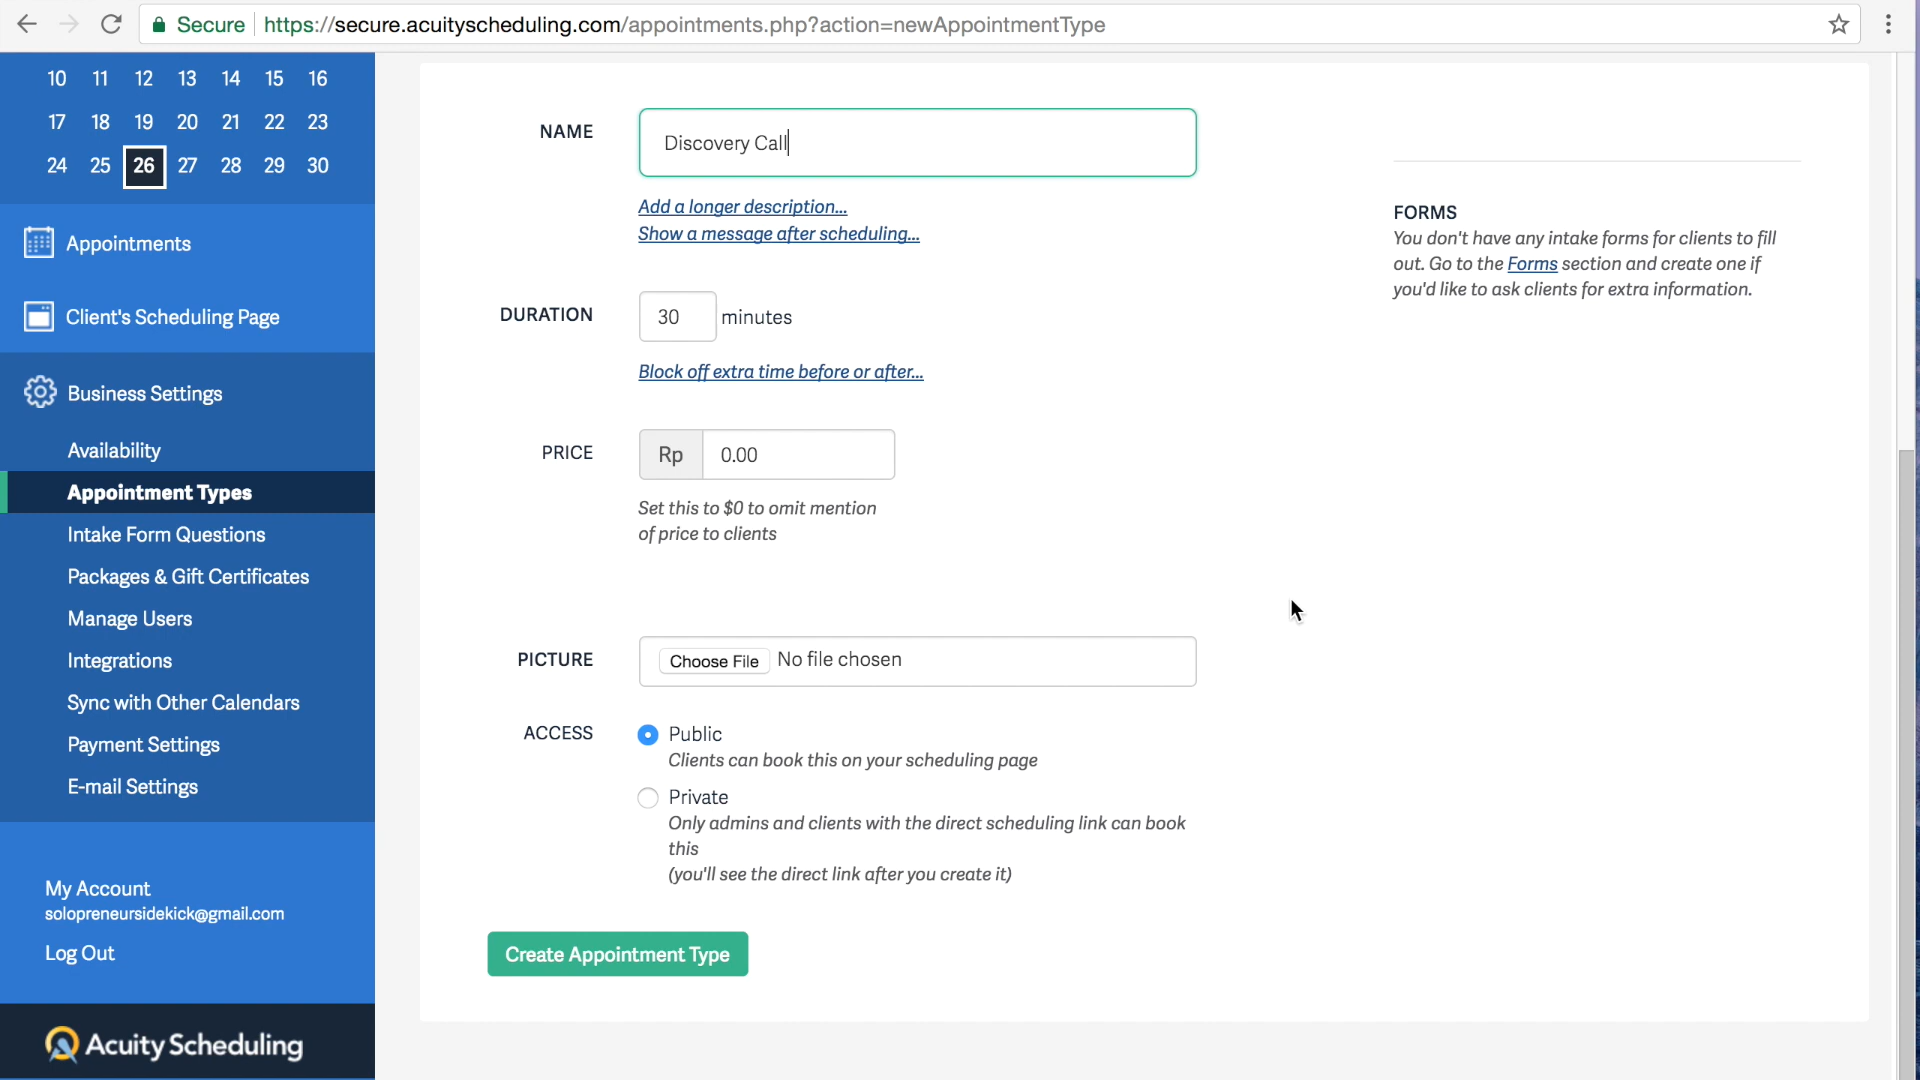 Secure https://secure.acuityscheduling.com/appointments.php?action=newAppointmentType
10 11 12 13 14 15 16
17 18 19 20 21 22 23
24 25 26 27 28 29 30
Appointments
Client's Scheduling Page
Business Settings
Availability
Appointment Types
Intake Form Questions
Packages & Gift Certificates
Manage Users
Integrations
Sync with Other Calendars
Payment Settings
E-mail Settings
My Account
solopreneursidekick@gmail.com
Log Out
Acuity Scheduling
NAME
Discovery Call
Add a longer description...
Show a message after scheduling...
DURATION
30 minutes
Block off extra time before or after...
PRICE
Rp 0.00
Set this to $0 to omit mention
of price to clients
PICTURE
Choose File No file chosen
ACCESS
Public
Clients can book this on your scheduling page
Private
Only admins and clients with the direct scheduling link can book
this
(you'll see the direct link after you create it)
Create Appointment Type
FORMS
You don't have any intake forms for clients to fill
out. Go to the Forms section and create one if
you'd like to ask clients for extra information.